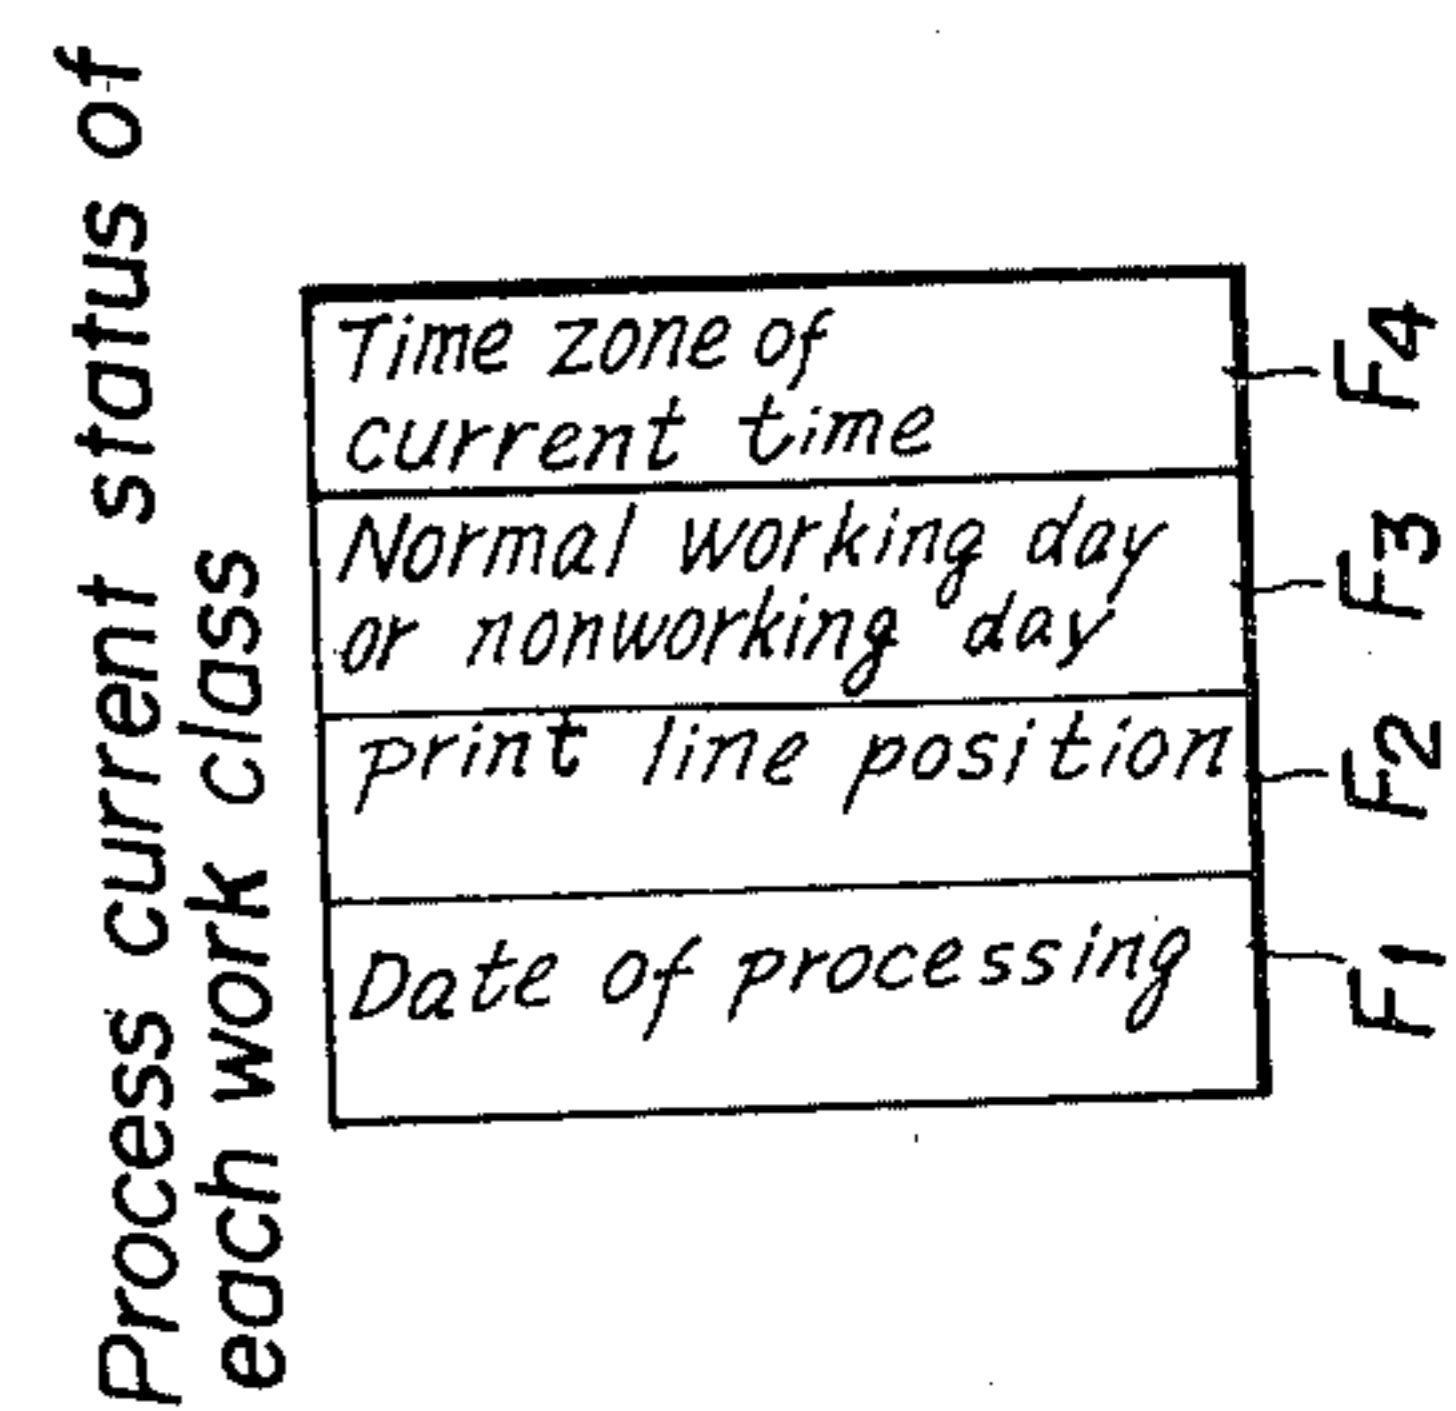 Process current status of
each work class
Time zone of
current time
F4
Normal working day
or nonworking day
F3
print line position
F2
Date of processing
F1